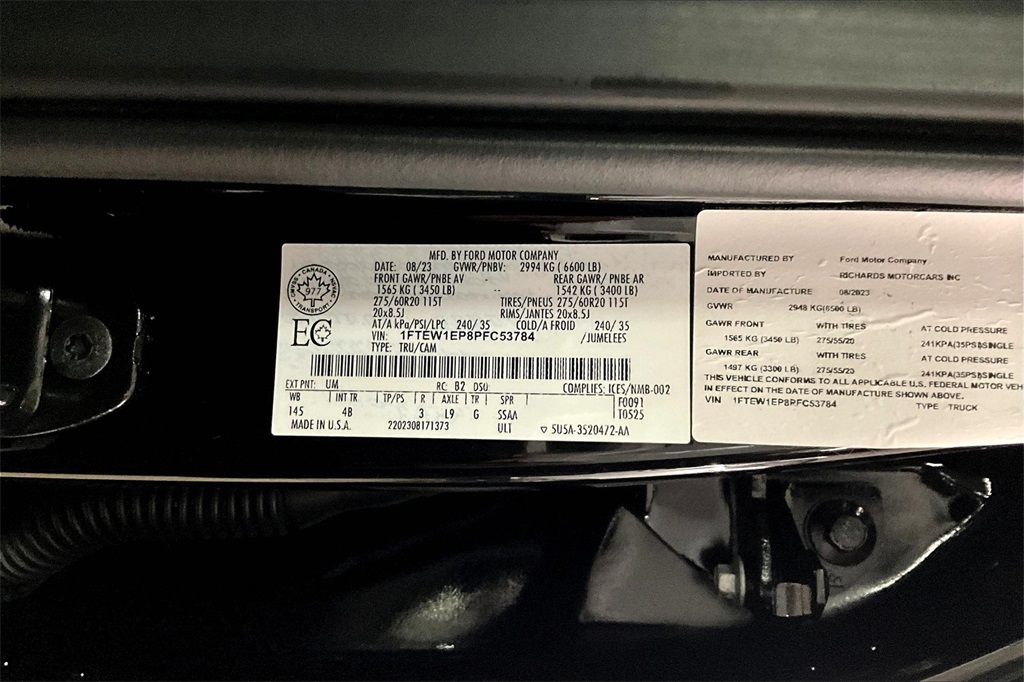 MFD. BY FORD MOTOR COMPANY
DATE: 08/23 GVWR/PNBV: 2994 KG ( 6600 LB)
FRONT GAWR/PNBE AV REAR GAWR/ PNBE AR
1565 KG ( 3450 LB) -- 1542 KG ( 3400 LB)
275/60R20 115T TIRES/PNEUS 275/60R20 115T
20x8.5J RIMS/JANTES 20x8.5J
AT/A kPa/PSI/LPC 240/ 35 COLD/A FROID 240/ 35
VIN: 1FTEW1EP8PFC53784 /JUMELEES
TYPE: TRU/CAM
CANADA
977
TRANSPORT
EC
EXT PNT: UM RC: B2 DSO: COMPLIES: ICES/NMB-002
WB INT TR TP/PS R AXLE TR SPR F0091
145 4B 3 L9 G SSAA T0525
MADE IN U.S.A. 2202308171373 ULT ▽ 5U5A-3520472-AA
MANUFACTURED BY Ford Motor Company
IMPORTED BY RICHARDS MOTORCARS INC
DATE OF MANUFACTURE 08/2023
GVWR 2948 KG(6500 LB)
GAWR FRONT WITH TIRES AT COLD PRESSURE
1565 KG (3450 LB) 275/55/20 241KPA(35PSI)SINGLE
GAWR REAR WITH TIRES AT COLD PRESSURE
1497 KG (3300 LB) 275/55/20 241KPA(35PSI)SINGLE
THIS VEHICLE CONFORMS TO ALL APPLICABLE U.S. FEDERAL MOTOR VEH
IN EFFECT ON THE DATE OF MANUFACTURE SHOWN ABOVE.
VIN 1FTEW1EP8PFC53784 TYPE TRUCK